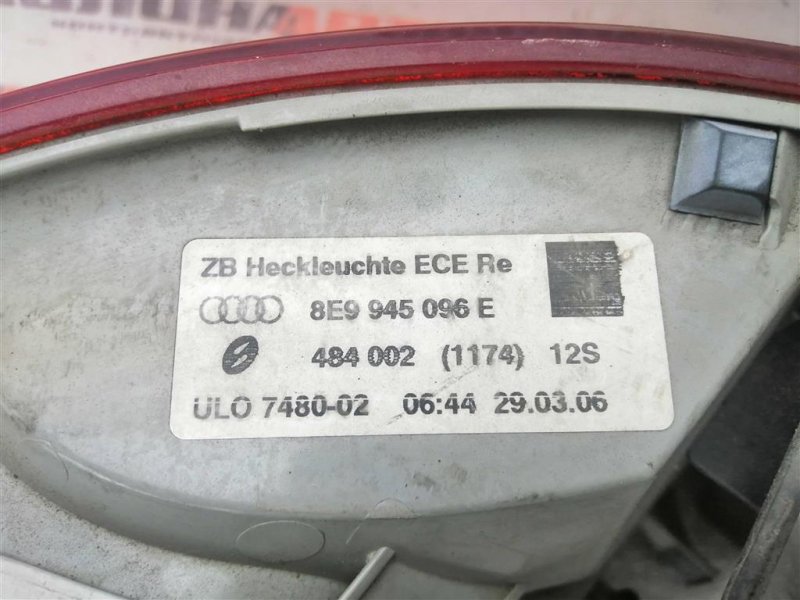 ZB Heckleuchte ECE Re
8E9 945 096 E
484 002 (1174) 12S
ULO 7480-02 06:44 29.03.06